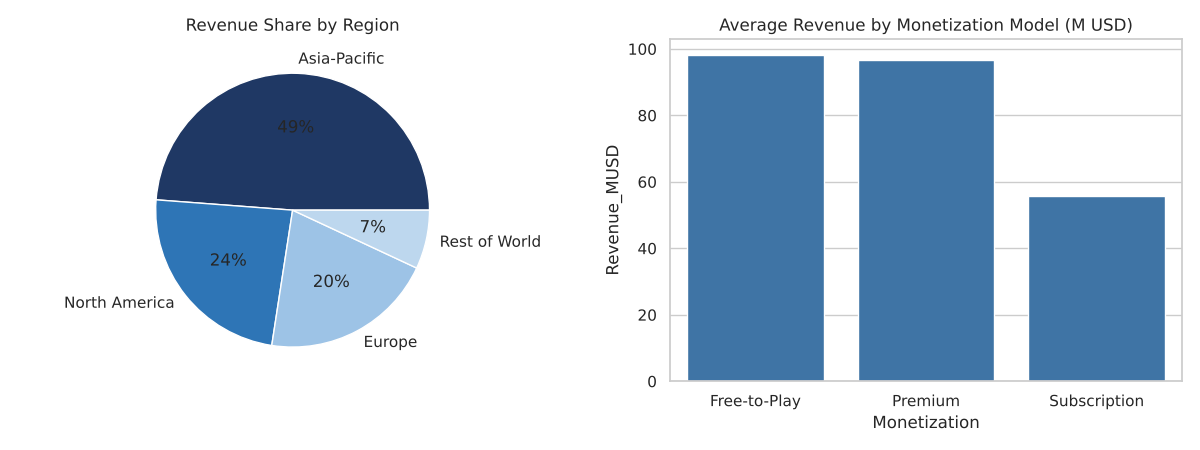 Revenue Share by Region
Asia-Pacific
49%
7%
Rest of World
24%
20%
North America
Europe
Average Revenue by Monetization Model (M USD)
Revenue_MUSD
100
80
60
40
20
0
Free-to-Play Premium Subscription
Monetization